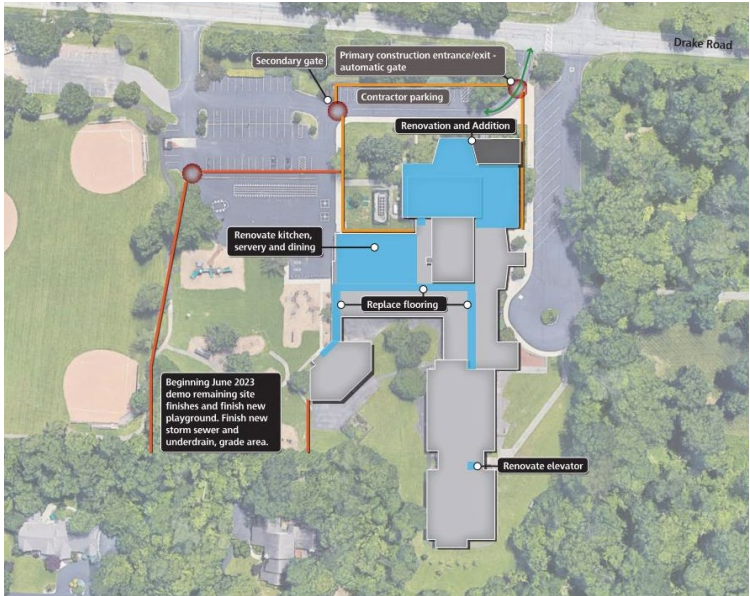 Drake Road
Primary construction entrance/exit -
automatic gate
Secondary gate
Contractor parking
Renovation and Addition
Renovate kitchen,
servery and dining
Replace flooring
Beginning June 2023
demo remaining site
finishes and finish new
playground. Finish new
storm sewer and
underdrain, grade area.
Renovate elevator